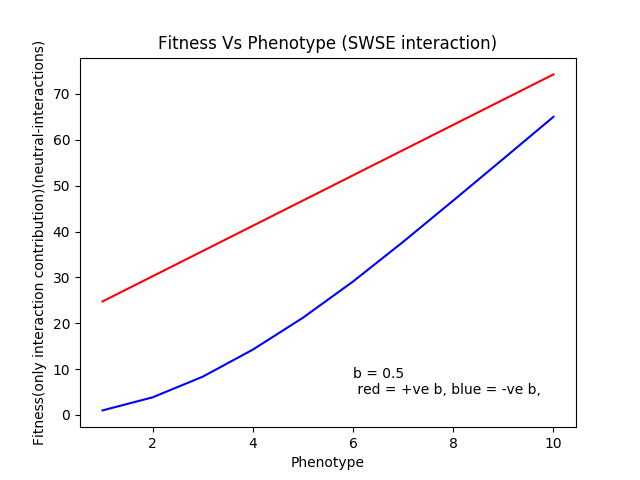 Fitness Vs Phenotype (SWSE interaction)
Fitness(only interaction contribution)(neutral-interactions)
70
60
50
40
30
20
10
0
b = 0.5
red = +ve b, blue = -ve b,
2 4 6 8 10
Phenotype